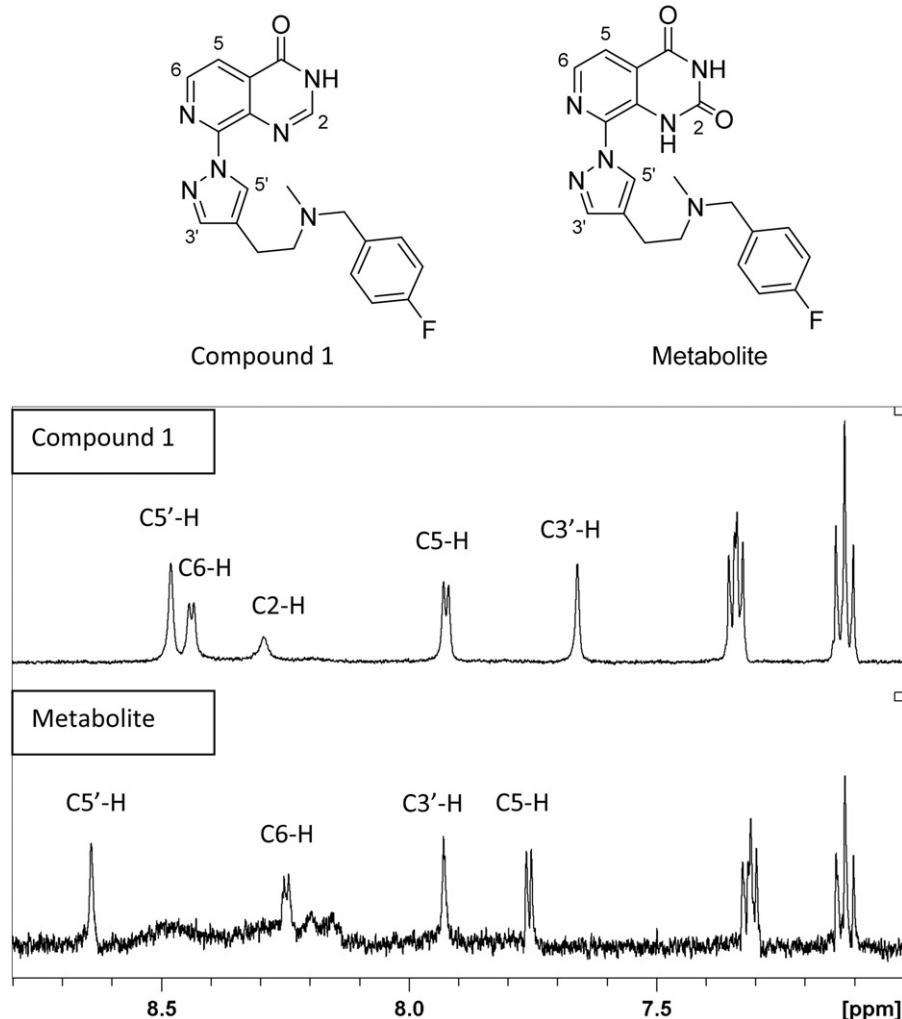 O
5
6
NH
N
N
2
N
5'
N
N
3'
F
Compound 1
O
5
6
NH
N
N
H
2
O
N
5'
N
N
3'
F
Metabolite
Compound 1
C5’-H
C6-H
C2-H
C5-H
C3’-H
Metabolite
C5’-H
C6-H
C3’-H
C5-H
8.5 8.0 7.5 [ppm]